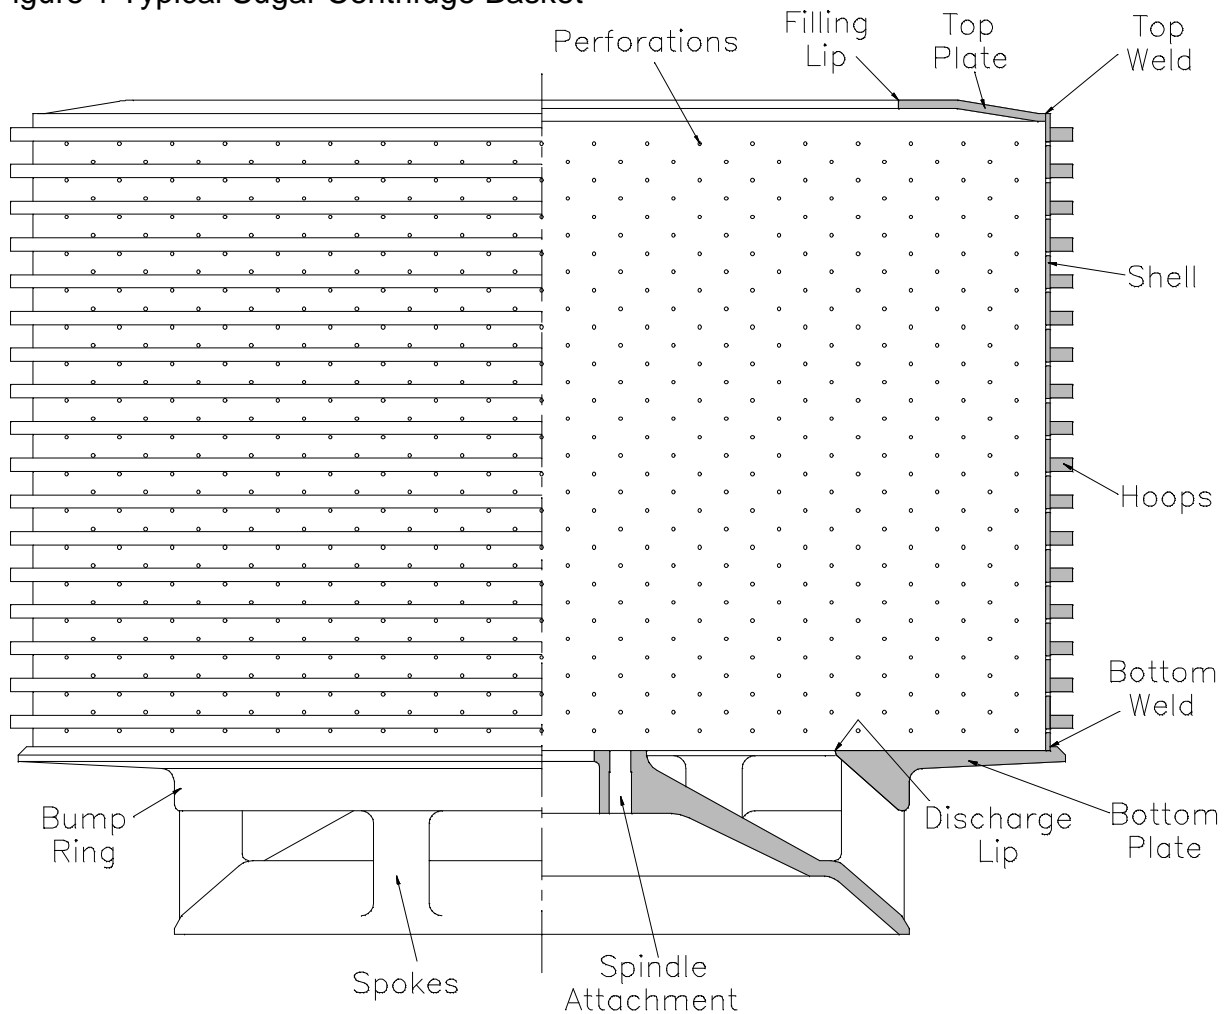 igure 1 Typical Sugar Centrifuge Basket
Perforations
Filling
Lip
Top
Plate
Top
Weld
Shell
Hoops
Bottom
Weld
Bump
Ring
Discharge
Lip
Bottom
Plate
Spokes
Spindle
Attachment